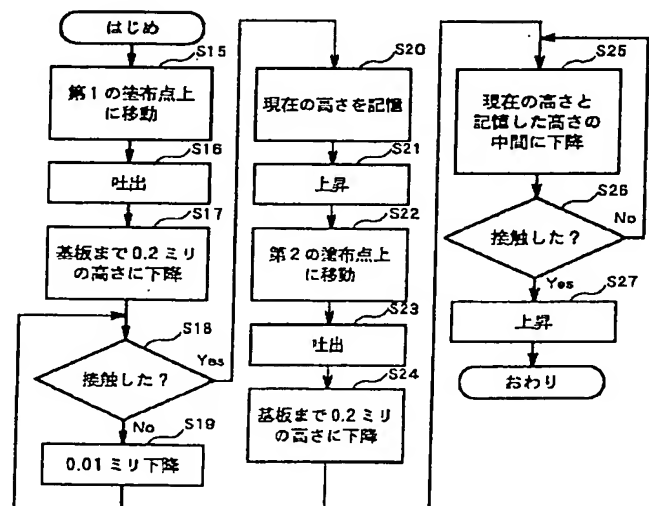 はじめ
S15
第1の塗布点上
に移動
S16
吐出
S17
基板まで0.2ミリ
の高さに下降
S18
接触した?
Yes
No
S19
0.01ミリ下降
S20
現在の高さを記憶
S21
上昇
S22
第2の塗布点上
に移動
S23
吐出
S24
基板まで0.2ミリ
の高さに下降
S25
現在の高さと
記憶した高さの
中間に下降
S26
接触した?
No
Yes
S27
上昇
おわり